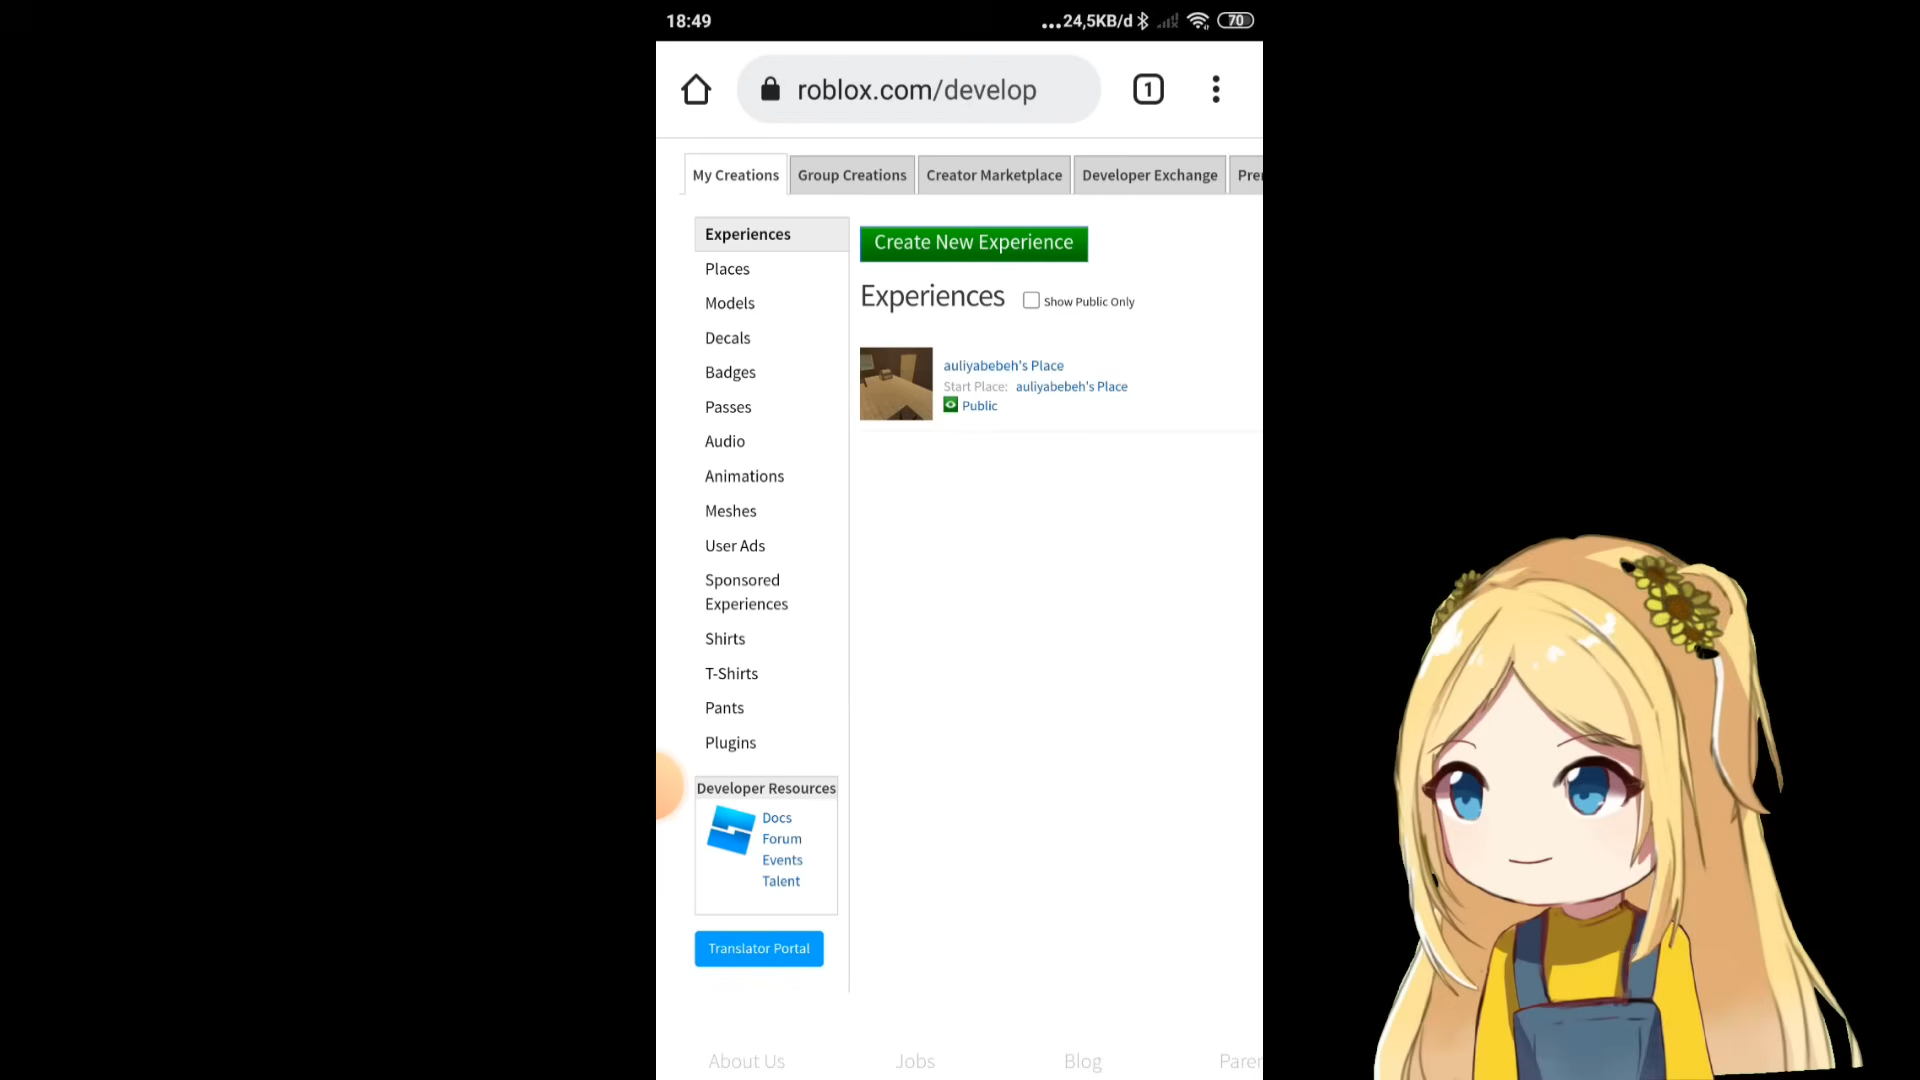 18:49
...24,5KB/d
70
roblox.com/develop
1
My Creations
Group Creations
Creator Marketplace
Developer Exchange
Experiences
Places
Models
Decals
Badges
Passes
Audio
Animations
Meshes
User Ads
Sponsored
Experiences
Shirts
T-Shirts
Pants
Plugins
Developer Resources
Docs
Forum
Events
Talent
Translator Portal
Create New Experience
Experiences
Show Public Only
auliyabebeh's Place
Start Place: auliyabebeh's Place
Public
About Us
Jobs
Blog